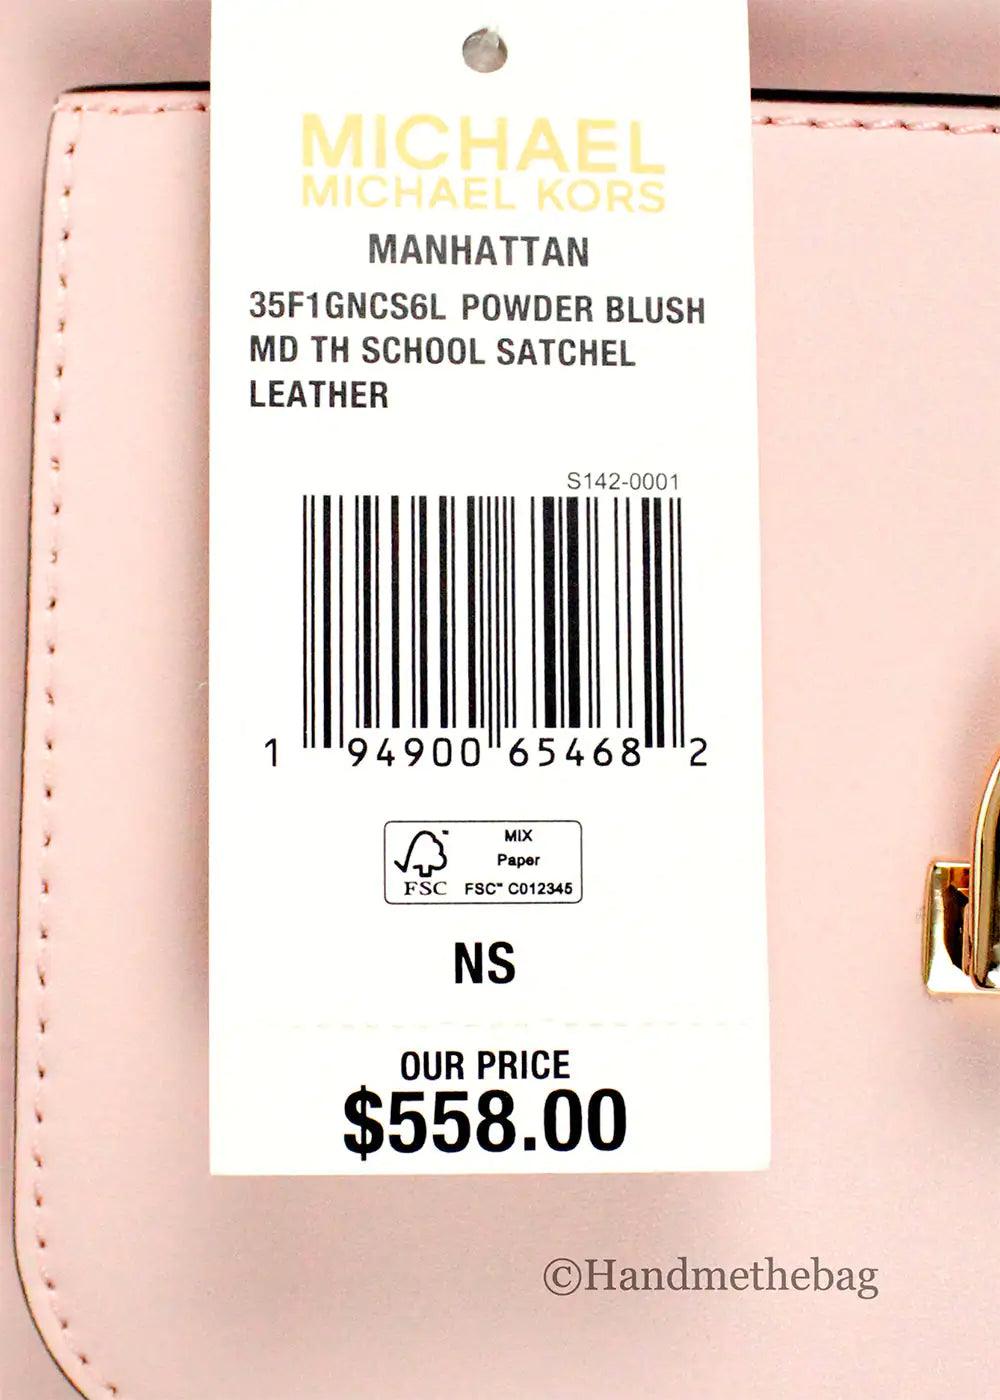 MICHAEL
MICHAEL KORS
MANHATTAN
35F1GNCS6L POWDER BLUSH
MD TH SCHOOL SATCHEL
LEATHER
S142-0001
1 94900 65468 2
FSC
MIX
Paper
FSC™ C012345
NS
OUR PRICE
$558.00
©Handmethebag